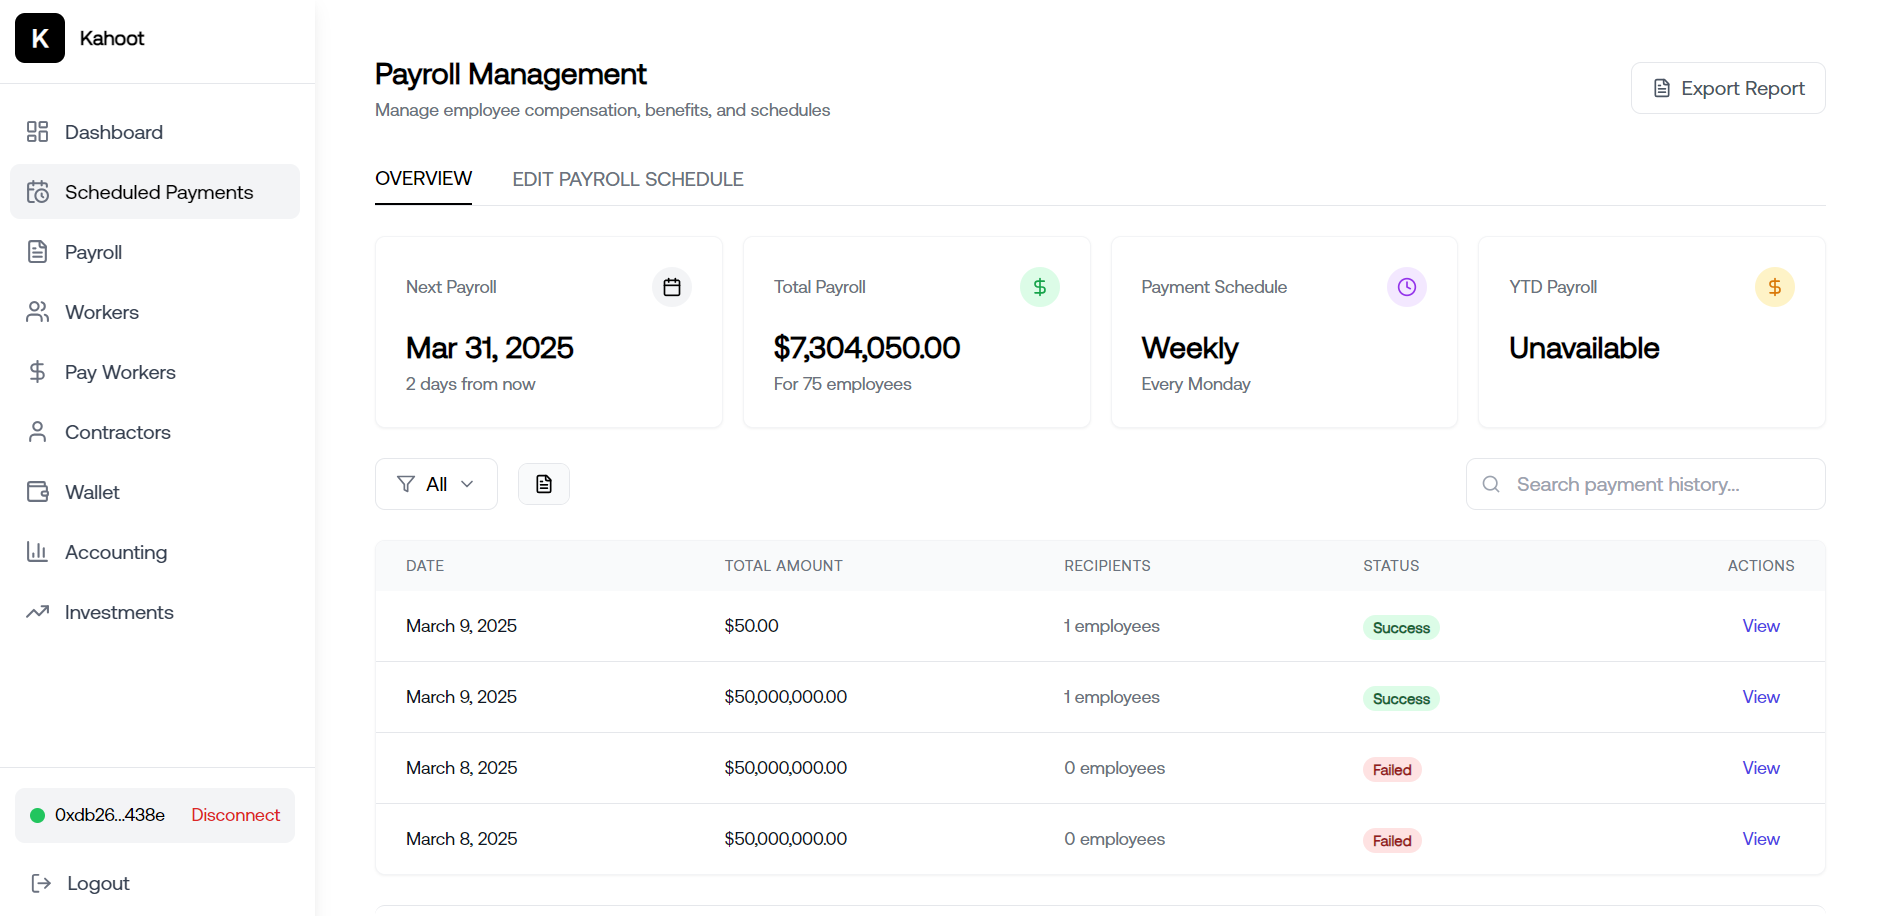 K
Kahoot
Dashboard
Scheduled Payments
Payroll
Workers
Pay Workers
Contractors
Wallet
Accounting
Investments
0xdb26...438e Disconnect
Logout
Payroll Management
Manage employee compensation, benefits, and schedules
Export Report
OVERVIEW EDIT PAYROLL SCHEDULE
Next Payroll
Mar 31, 2025
2 days from now
Total Payroll
$7,304,050.00
For 75 employees
Payment Schedule
Weekly
Every Monday
YTD Payroll
Unavailable
All
Search payment history...
DATE TOTAL AMOUNT RECIPIENTS STATUS ACTIONS
March 9, 2025 $50.00 1 employees Success View
March 9, 2025 $50,000,000.00 1 employees Success View
March 8, 2025 $50,000,000.00 0 employees Failed View
March 8, 2025 $50,000,000.00 0 employees Failed View